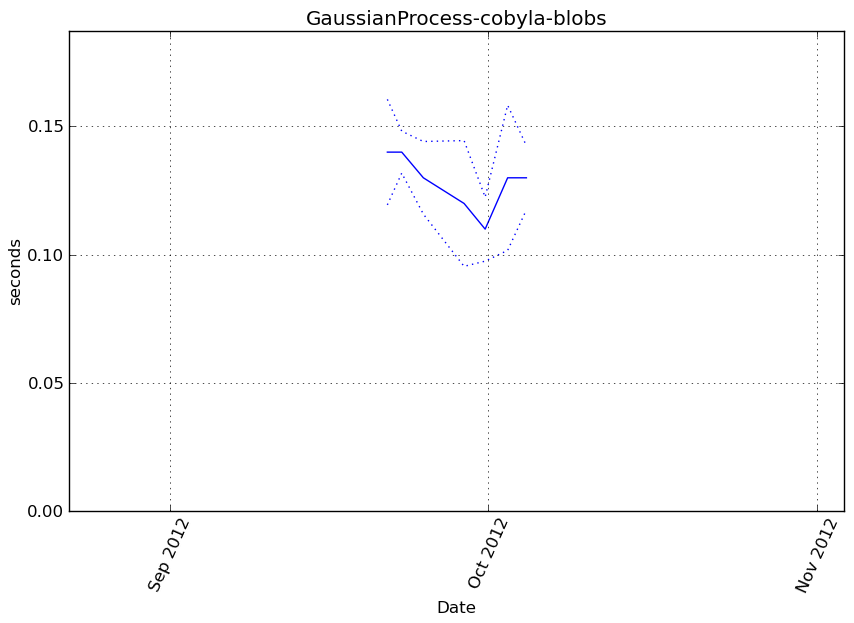 GaussianProcess-cobyla-blobs
seconds
0.15
0.10
0.05
0.00
Sep 2012
Oct 2012
Nov 2012
Date